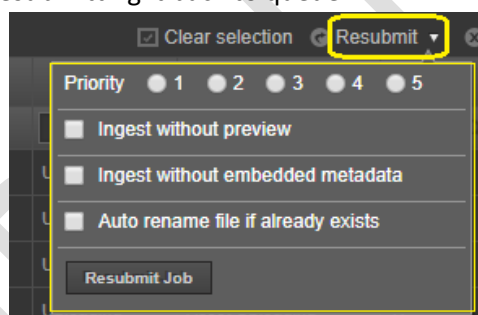 Clear selection Resubmit
Priority 1 2 3 4 5
Ingest without preview
Ingest without embedded metadata
Auto rename file if already exists
Resubmit Job